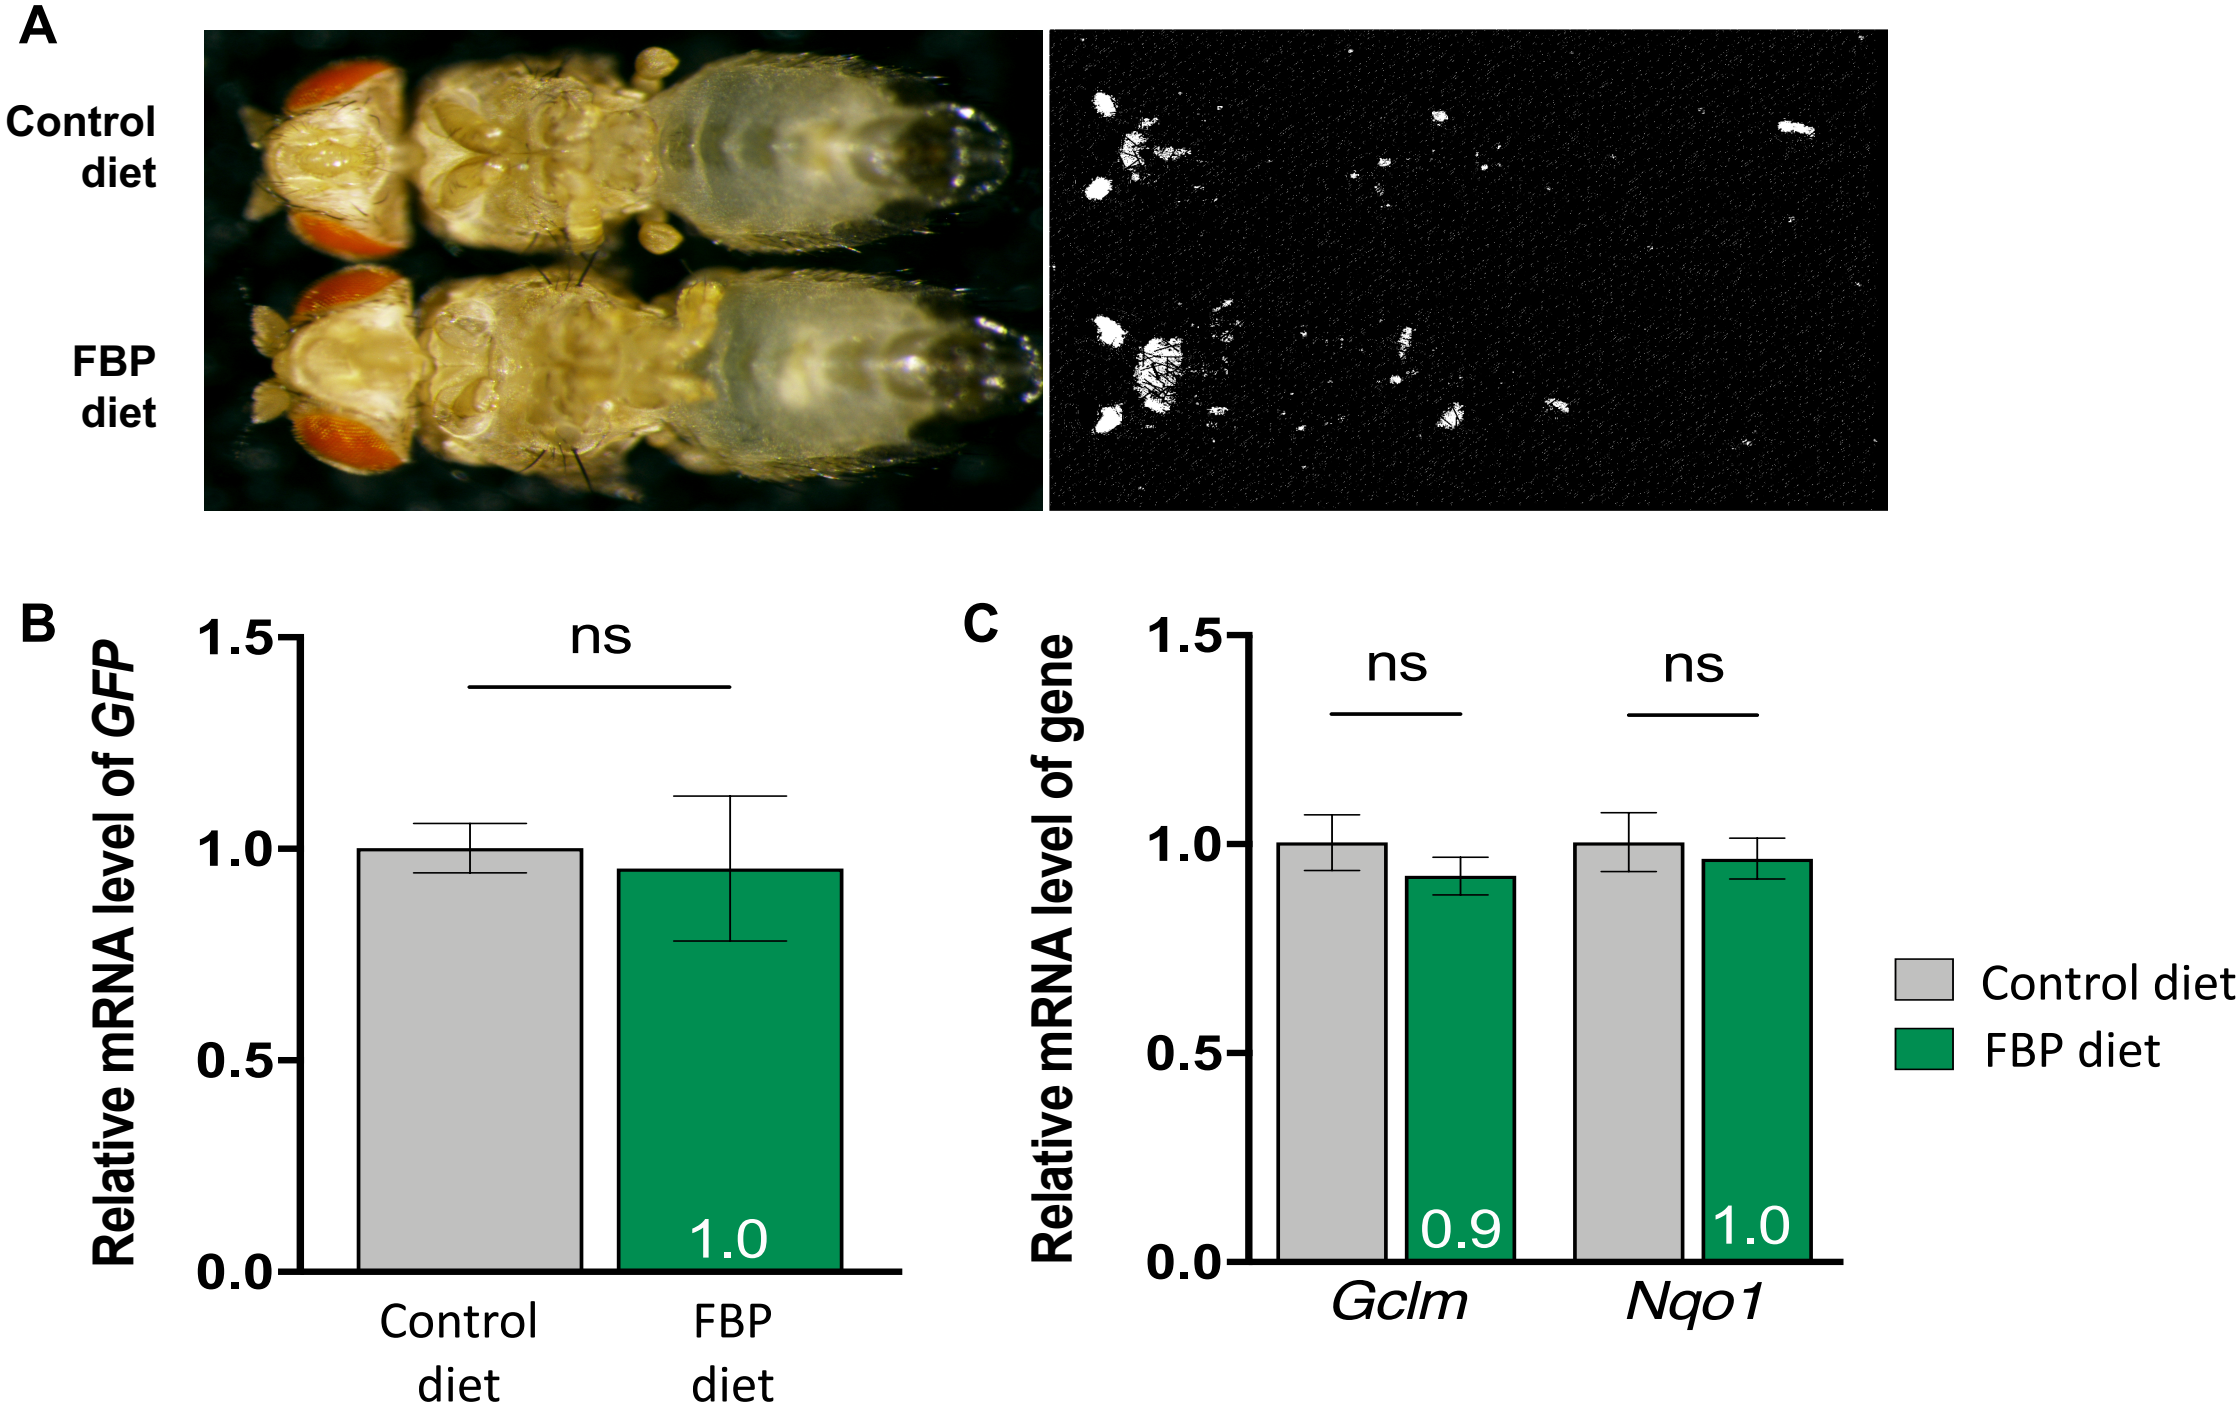 A
Control
diet
FBP
diet
B
Relative mRNA level of GFP
1.5
1.0
0.5
0.0
ns
1.0
Control
diet
FBP
diet
C
Relative mRNA level of gene
1.5
1.0
0.5
0.0
ns
ns
0.9
1.0
Gclm
Nqo1
Control diet
FBP diet